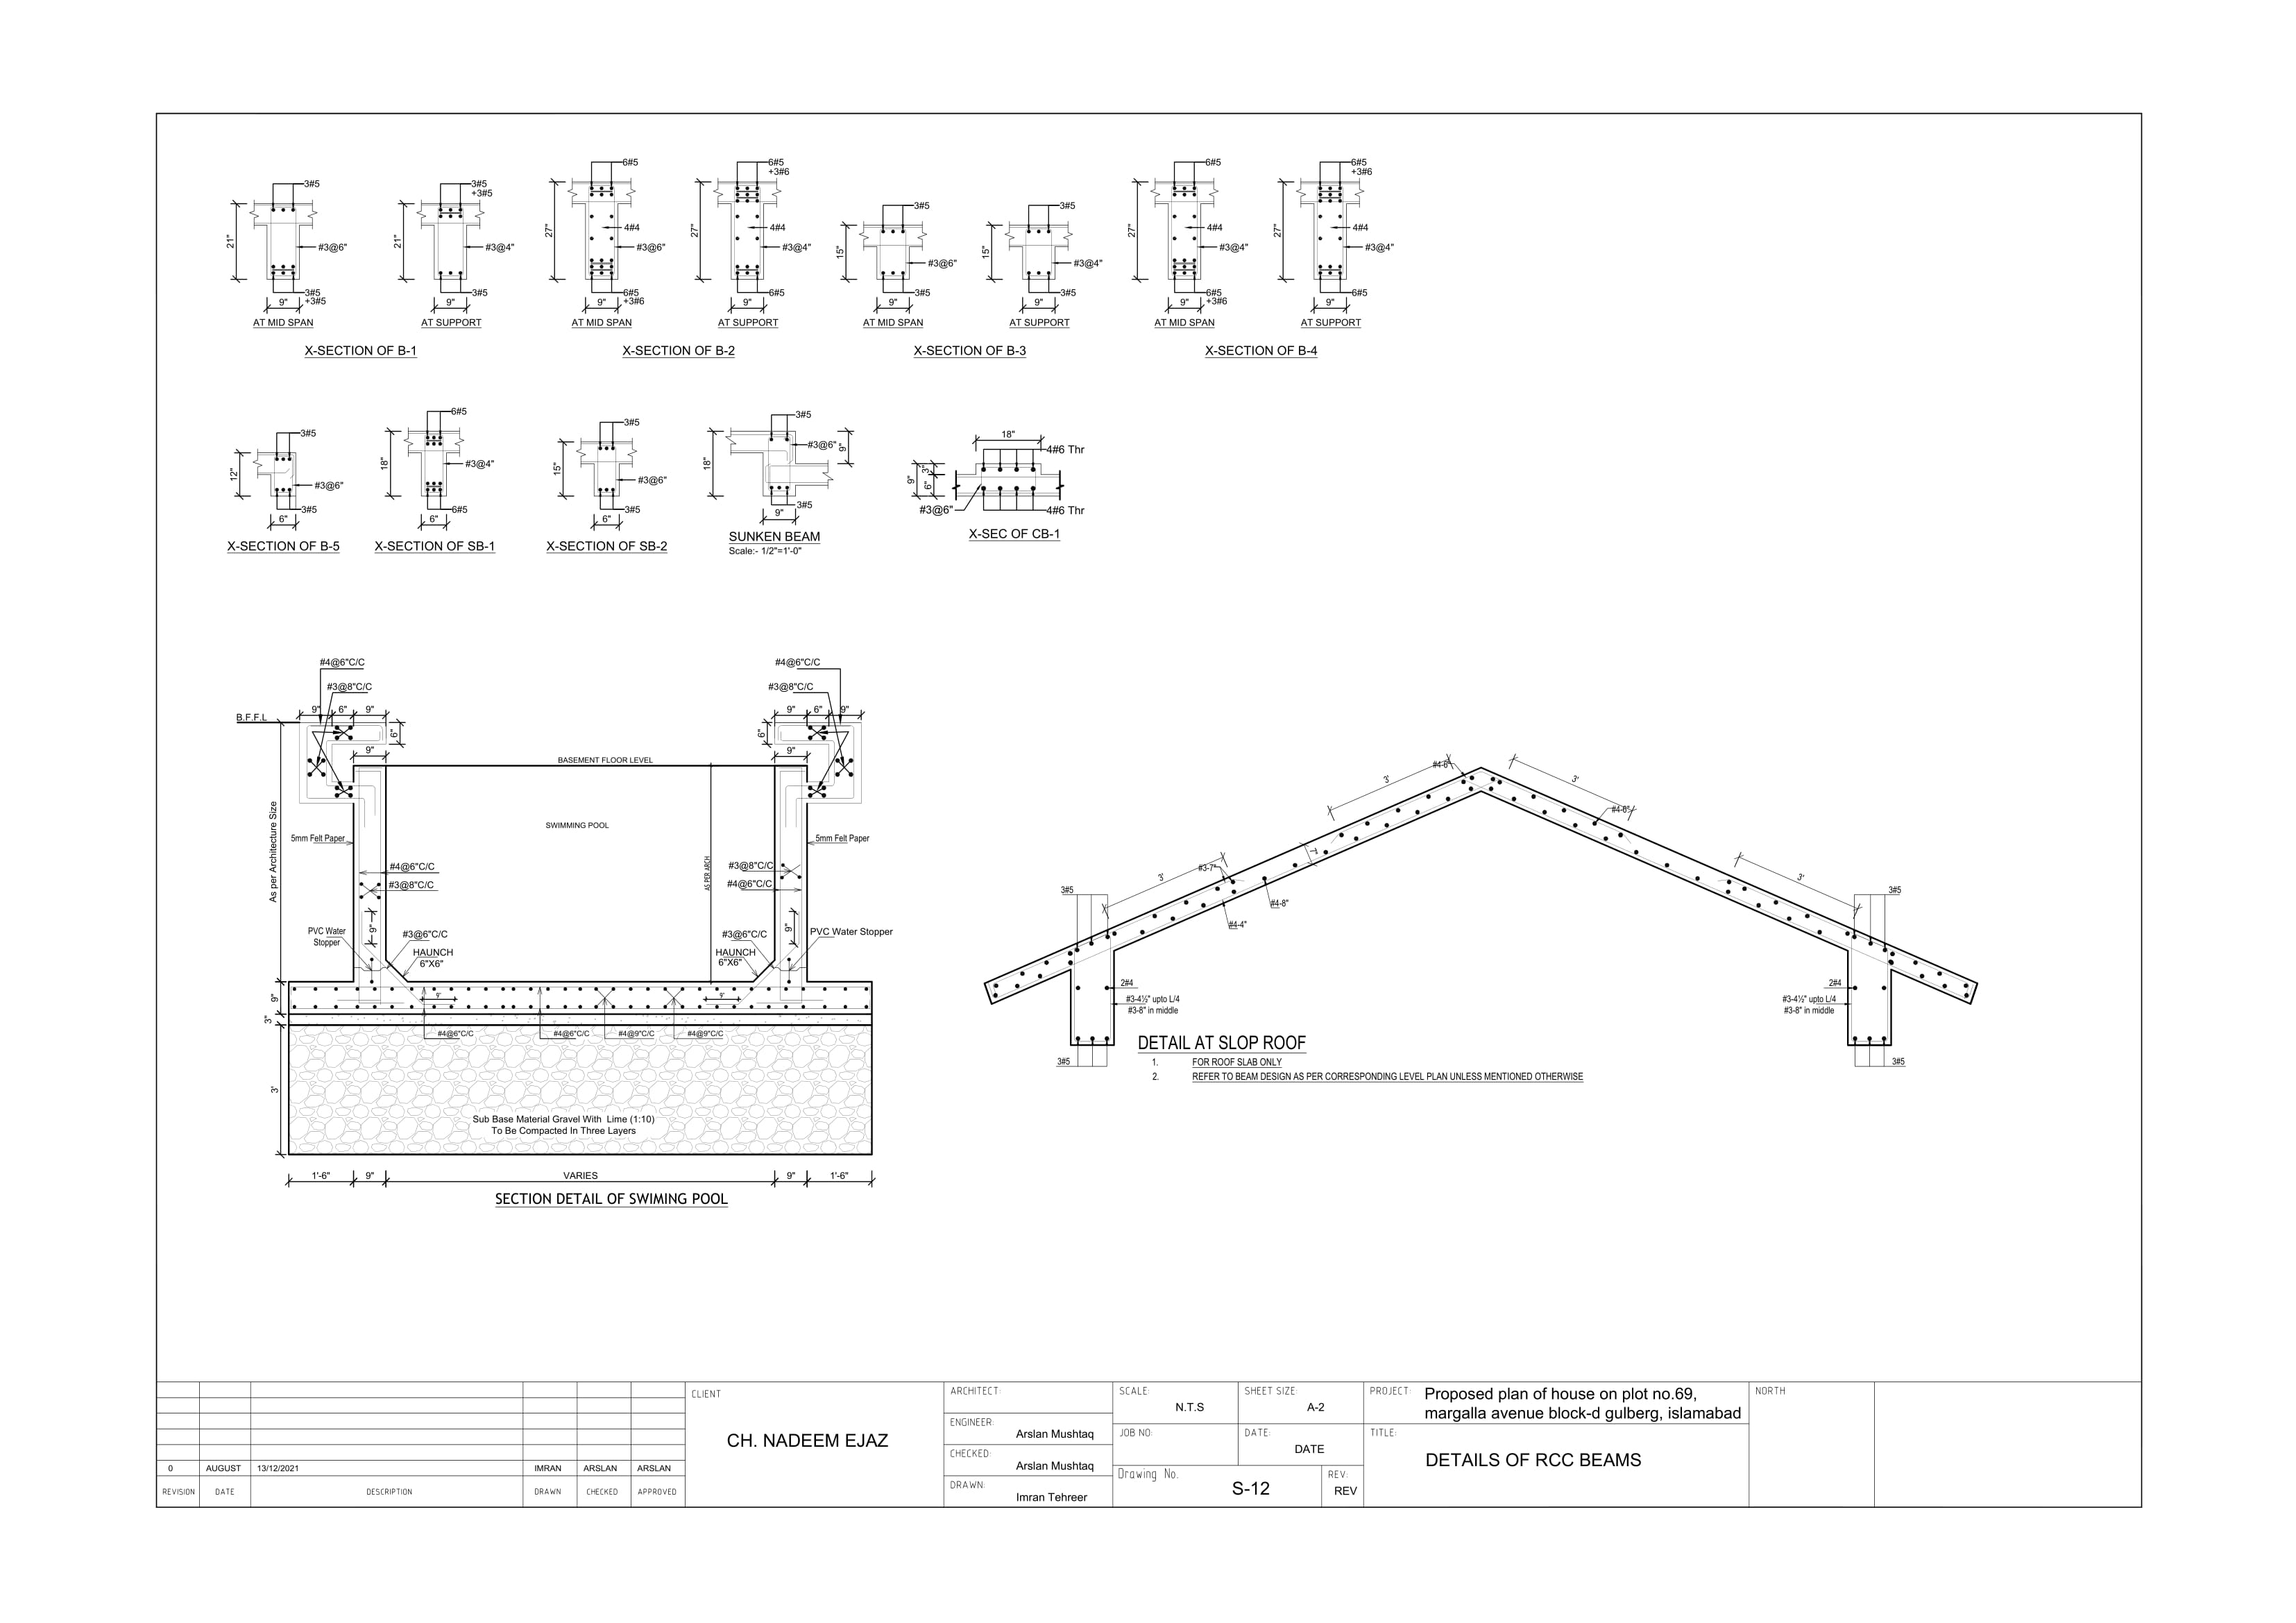 3#5
21"
#3@6"
3#5
+3#5
9"
AT MID SPAN
3#5
+3#5
21"
#3@4"
3#5
9"
AT SUPPORT
X-SECTION OF B-1
6#5
27"
4#4
#3@6"
6#5
+3#6
9"
AT MID SPAN
6#5
+3#6
27"
4#4
#3@4"
6#5
9"
AT SUPPORT
X-SECTION OF B-2
3#5
15"
#3@6"
3#5
9"
AT MID SPAN
3#5
15"
#3@4"
3#5
9"
AT SUPPORT
X-SECTION OF B-3
6#5
27"
4#4
#3@4"
6#5
+3#6
9"
AT MID SPAN
6#5
+3#6
27"
4#4
#3@4"
6#5
9"
AT SUPPORT
X-SECTION OF B-4
3#5
12"
#3@6"
3#5
6"
X-SECTION OF B-5
6#5
18"
#3@4"
6#5
6"
X-SECTION OF SB-1
3#5
15"
#3@6"
3#5
6"
X-SECTION OF SB-2
3#5
18"
#3@6"
9"
3#5
9"
SUNKEN BEAM
Scale:- 1/2"=1'-0"
18"
4#6 Thr
9"
3"
6"
#3@6"
4#6 Thr
X-SEC OF CB-1
#4@6"C/C
#3@8"C/C
9"
6"
9"
B.F.F.L
6"
9"
#4@6"C/C
#3@8"C/C
9"
6"
9"
6"
9"
BASEMENT FLOOR LEVEL
As per Architecture Size
SWIMMING POOL
5mm Felt Paper
5mm Felt Paper
AS PER ARCH
#4@6"C/C
#3@8"C/C
#3@8"C/C
#4@6"C/C
PVC Water
Stopper
9"
#3@6"C/C
HAUNCH
6"X6"
#3@6"C/C
HAUNCH
6"X6"
9"
PVC Water Stopper
9"
9"
9"
3"
#4@6"C/C
#4@6"C/C
#4@9"C/C
#4@9"C/C
3'
Sub Base Material Gravel With Lime (1:10)
To Be Compacted In Three Layers
1'-6"
9"
VARIES
9"
1'-6"
SECTION DETAIL OF SWIMING POOL
3'
#4-6"
3'
#4-6"
3'
#3-7"
3'
#4-8"
#4-4"
3#5
3#5
2#4
#3-4½" upto L/4
#3-8" in middle
2#4
#3-4½" upto L/4
#3-8" in middle
3#5
3#5
DETAIL AT SLOP ROOF
1. FOR ROOF SLAB ONLY
2. REFER TO BEAM DESIGN AS PER CORRESPONDING LEVEL PLAN UNLESS MENTIONED OTHERWISE
0 AUGUST 13/12/2021 IMRAN ARSLAN ARSLAN
REVISION DATE DESCRIPTION DRAWN CHECKED APPROVED
CLIENT
CH. NADEEM EJAZ
ARCHITECT:
ENGINEER:
Arslan Mushtaq
CHECKED:
Arslan Mushtaq
DRAWN:
Imran Tehreer
SCALE:
N.T.S
SHEET SIZE:
A-2
JOB NO:
DATE:
DATE
Drawing No.
S-12
REV:
REV
PROJECT: Proposed plan of house on plot no.69,
margalla avenue block-d gulberg, islamabad
TITLE:
DETAILS OF RCC BEAMS
NORTH